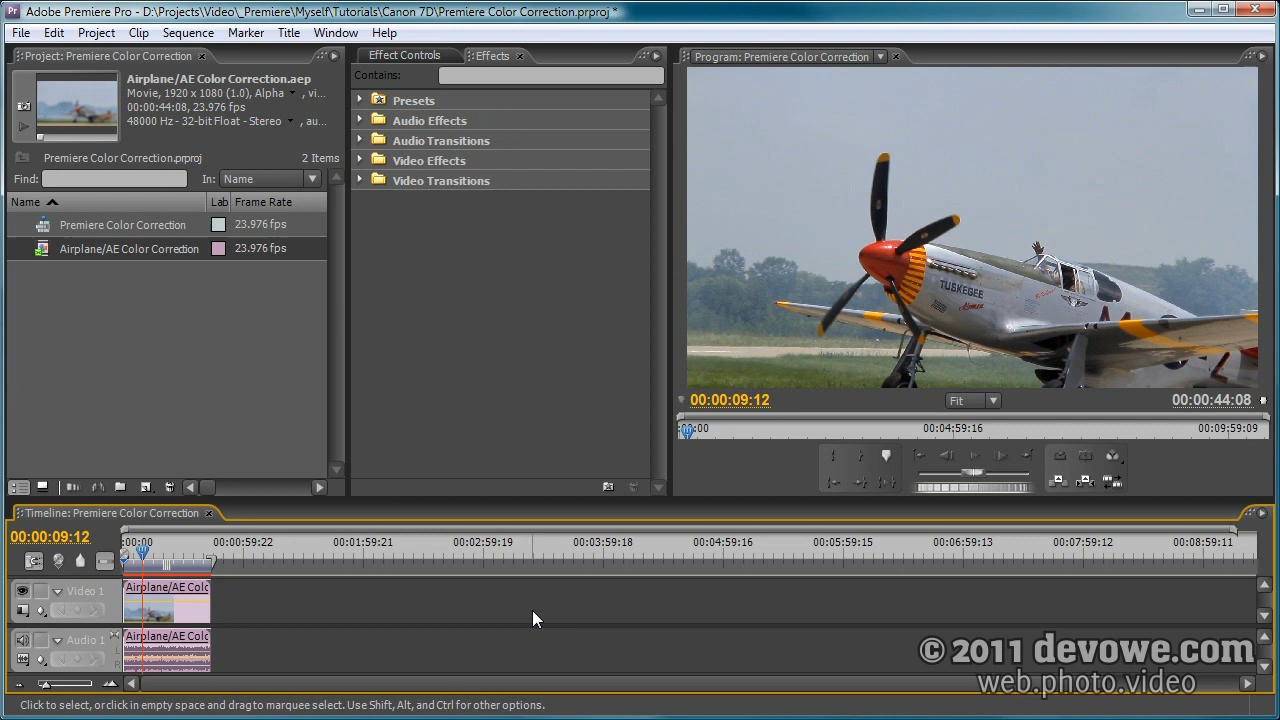 Adobe Premiere Pro - D:\Projects\Video\_Premiere\Myself\Tutorials\Canon 7D\Premiere Color Correction.prproj *
File Edit Project Clip Sequence Marker Title Window Help
Project: Premiere Color Correction
Airplane/AE Color Correction.aep
Movie, 1920 x 1080 (1.0), Alpha , vi...
00:00:44:08, 23.976 fps
48000 Hz - 32-bit Float - Stereo , au...
Premiere Color Correction.prproj 2 Items
Find: In: Name
Name Lab Frame Rate
Premiere Color Correction 23.976 fps
Airplane/AE Color Correction 23.976 fps
Effect Controls Effects
Contains:
Presets
Audio Effects
Audio Transitions
Video Effects
Video Transitions
Program: Premiere Color Correction
TUSKEGEE
00:00:09:12 Fit 00:00:44:08
:00 00:04:59:16 00:09:59:09
Timeline: Premiere Color Correction
00:00:09:12
:00:00 00:00:59:22 00:01:59:21 00:02:59:19 00:03:59:18 00:04:59:16 00:05:59:15 00:06:59:13 00:07:59:12 00:08:59:11
Video 1 Airplane/AE Colo
Audio 1 Airplane/AE Colo
L
R
© 2011 devowe.com
web.photo.video
Click to select, or click in empty space and drag to marquee select. Use Shift, Alt, and Ctrl for other options.